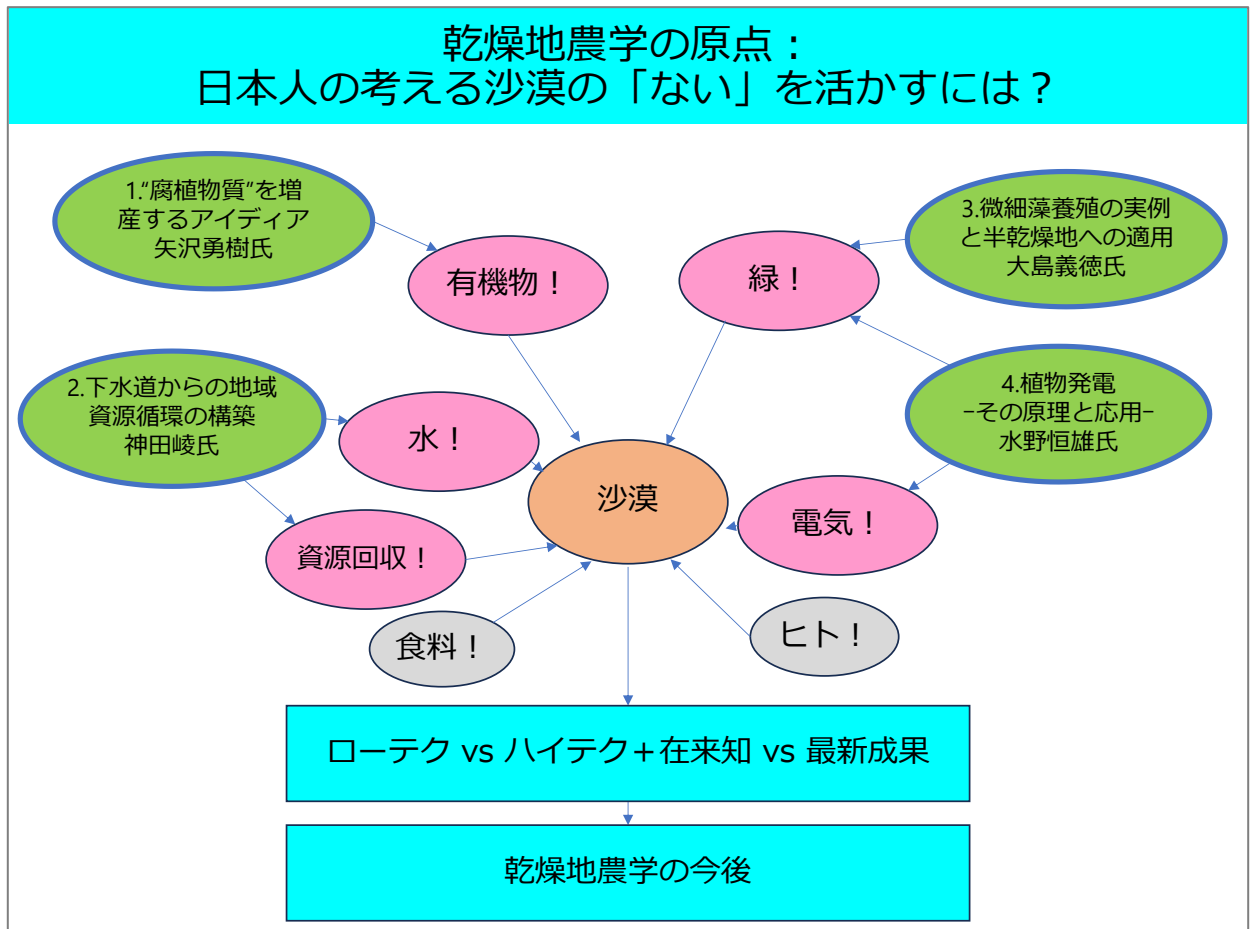 乾燥地農学の原点：
日本人の考える沙漠の「ない」を活かすには？
1.“腐植物質”を増
産するアイディア
矢沢勇樹氏
3.微細藻養殖の実例
と半乾燥地への適用
大島義徳氏
有機物！
緑！
2.下水道からの地域
資源循環の構築
神田崚氏
4.植物発電
−その原理と応用−
水野恒雄氏
水！
沙漠
電気！
資源回収！
食料！
ヒト！
ローテク vs ハイテク＋在来知 vs 最新成果
乾燥地農学の今後